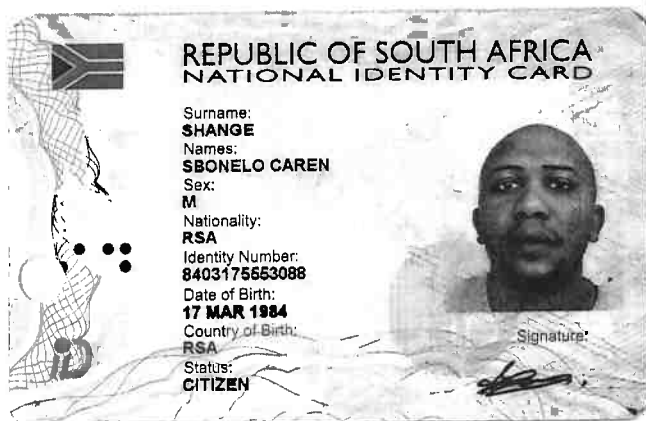 REPUBLIC OF SOUTH AFRICA
NATIONAL IDENTITY CARD
Surname:
SHANGE
Names:
SBONELO CAREN
Sex:
M
Nationality:
RSA
Identity Number:
8403175553088
Date of Birth:
17 MAR 1984
Country of Birth:
RSA
Status:
CITIZEN
Signature:
iD